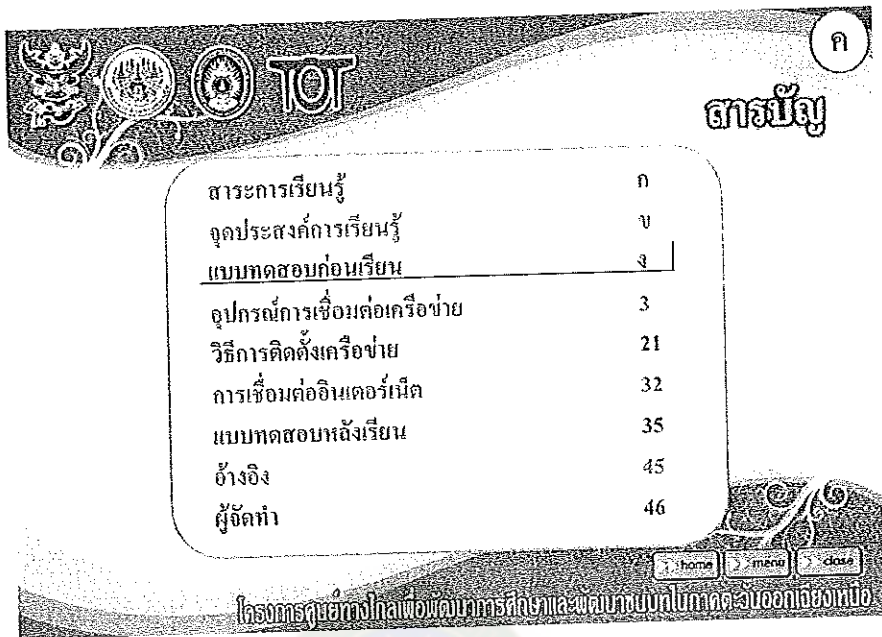 TOT
ค
สารบัญ
สาระการเรียนรู้ ก
จุดประสงค์การเรียนรู้ ข
แบบทดสอบก่อนเรียน ง
อุปกรณ์การเชื่อมต่อเครือข่าย 3
วิธีการติดตั้งเครือข่าย 21
การเชื่อมต่ออินเตอร์เน็ต 32
แบบทดสอบหลังเรียน 35
อ้างอิง 45
ผู้จัดทำ 46
home menu close
โครงการศูนย์ทางไกลเพื่อพัฒนาการศึกษาและพัฒนาชนบทในภาคตะวันออกเฉียงเหนือ